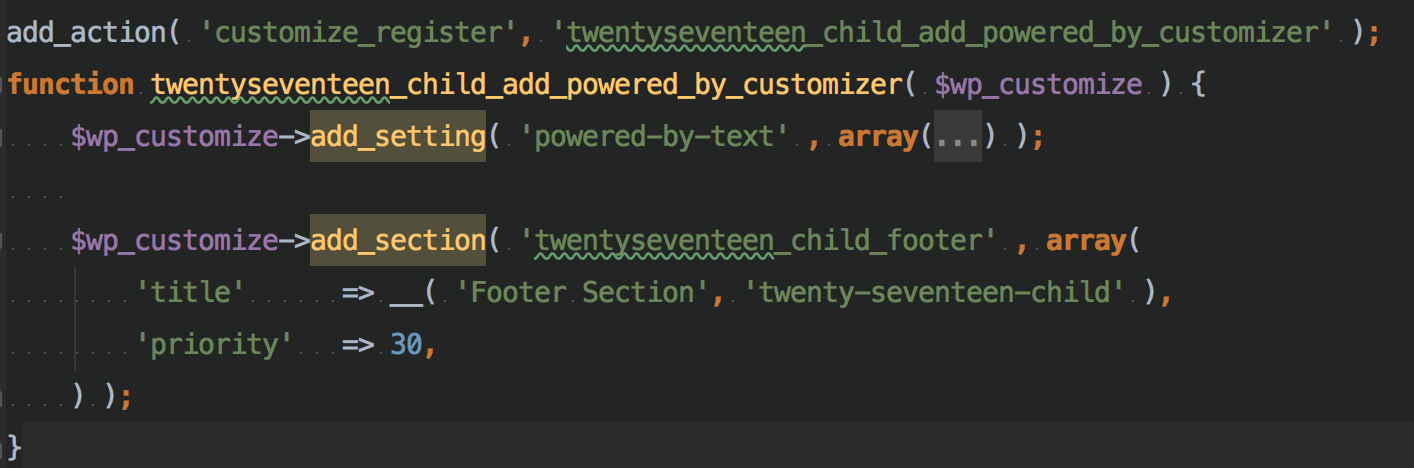 add_action( 'customize_register', 'twentyseventeen_child_add_powered_by_customizer' );
function twentyseventeen_child_add_powered_by_customizer( $wp_customize ) {
    $wp_customize->add_setting( 'powered-by-text' , array(...) );

    $wp_customize->add_section( 'twentyseventeen_child_footer' , array(
        'title'      => __( 'Footer Section', 'twenty-seventeen-child' ),
        'priority'   => 30,
    ) );
}